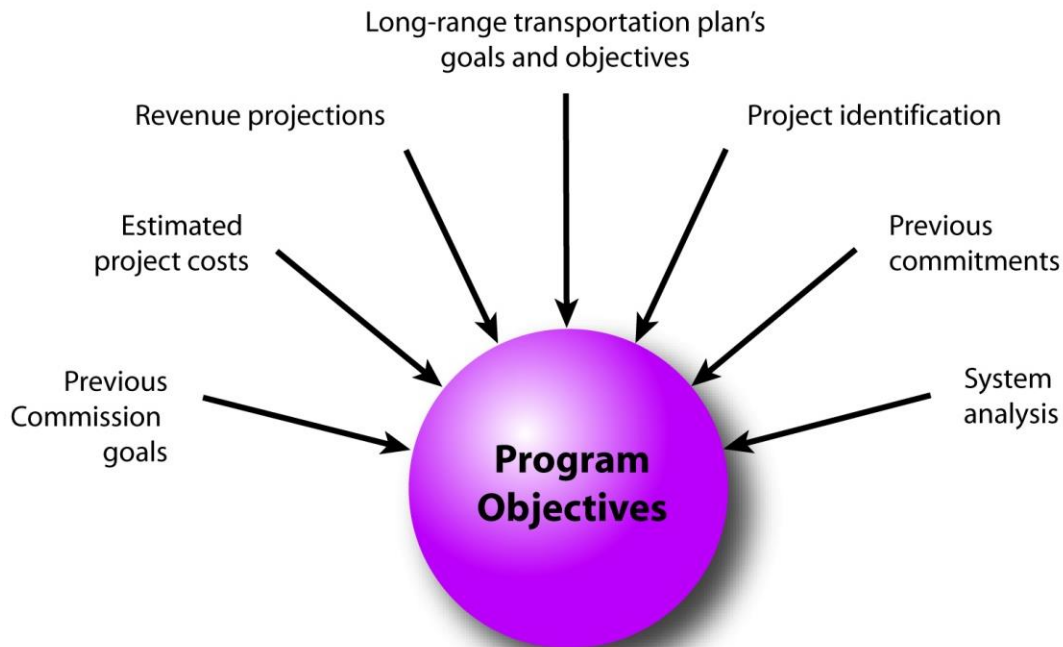 Long-range transportation plan's
goals and objectives
Revenue projections
Project identification
Estimated
project costs
Previous
commitments
Previous
Commission
goals
System
analysis
Program
Objectives